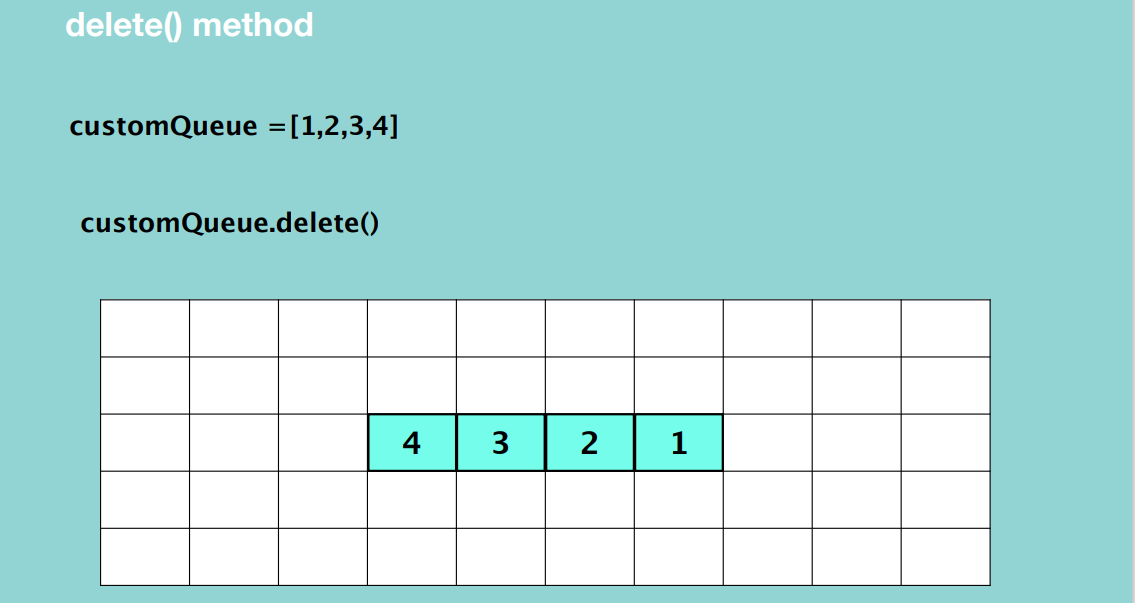 delete() method
customQueue =[1,2,3,4]
customQueue.delete()
4 3 2 1